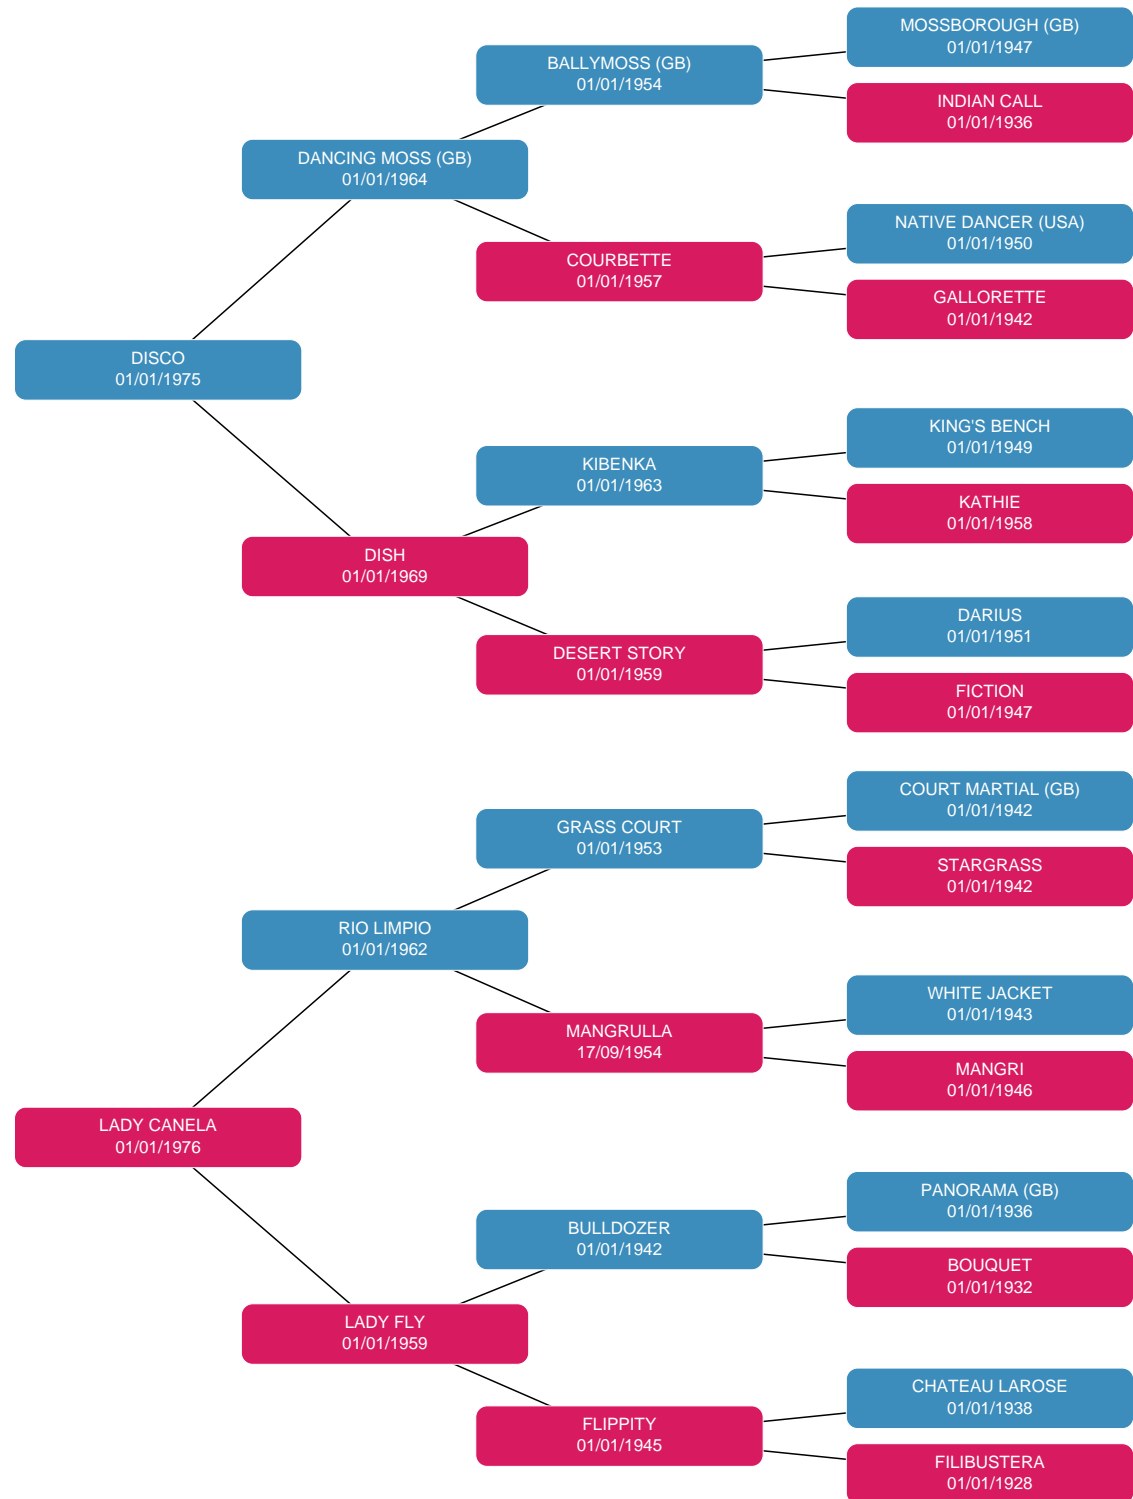 MOSSBOROUGH (GB)
01/01/1947
BALLYMOSS (GB)
01/01/1954
INDIAN CALL
01/01/1936
DANCING MOSS (GB)
01/01/1964
NATIVE DANCER (USA)
01/01/1950
COURBETTE
01/01/1957
GALLORETTE
01/01/1942
DISCO
01/01/1975
KING'S BENCH
01/01/1949
KIBENKA
01/01/1963
KATHIE
01/01/1958
DISH
01/01/1969
DARIUS
01/01/1951
DESERT STORY
01/01/1959
FICTION
01/01/1947
COURT MARTIAL (GB)
01/01/1942
GRASS COURT
01/01/1953
STARGRASS
01/01/1942
RIO LIMPIO
01/01/1962
WHITE JACKET
01/01/1943
MANGRULLA
17/09/1954
MANGRI
01/01/1946
LADY CANELA
01/01/1976
PANORAMA (GB)
01/01/1936
BULLDOZER
01/01/1942
BOUQUET
01/01/1932
LADY FLY
01/01/1959
CHATEAU LAROSE
01/01/1938
FLIPPITY
01/01/1945
FILIBUSTERA
01/01/1928